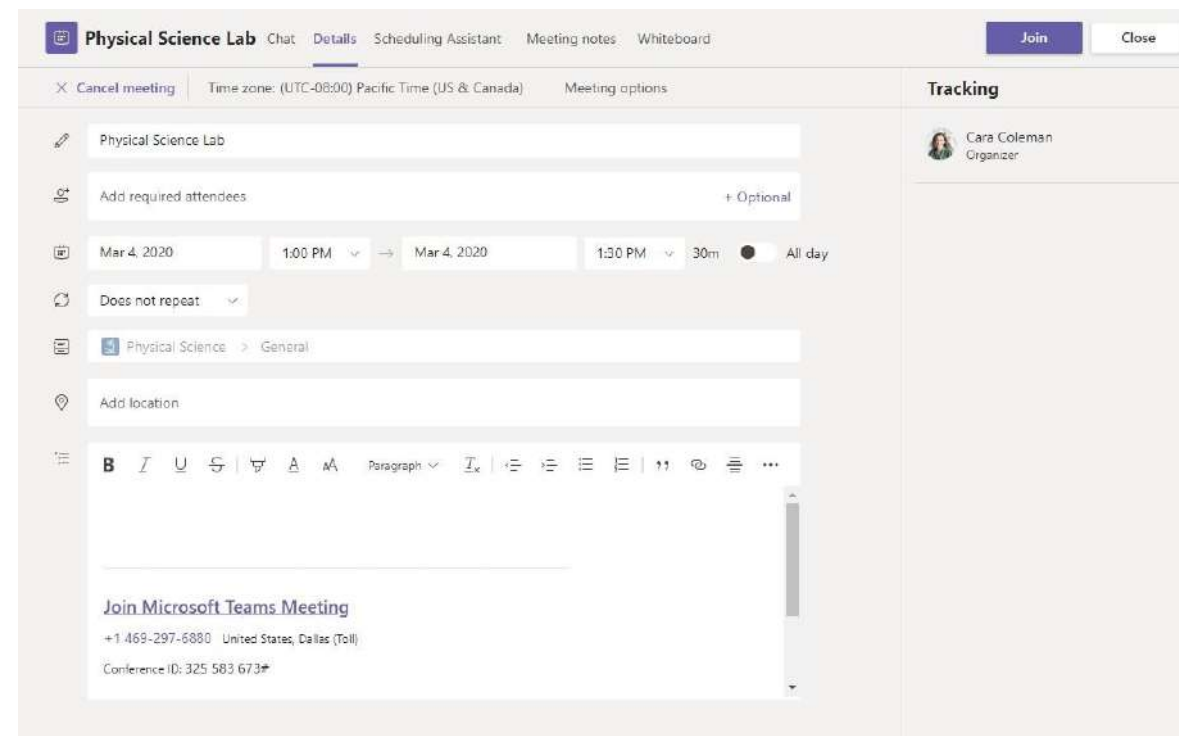 Physical Science Lab Chat Details Scheduling Assistant Meeting notes Whiteboard Join Close
Cancel meeting Time zone: (UTC-08:00) Pacific Time (US & Canada) Meeting options
Tracking
Physical Science Lab
Cara Coleman
Organizer
Add required attendees + Optional
Mar 4, 2020 1:00 PM → Mar 4, 2020 1:30 PM 30m All day
Does not repeat
Physical Science > General
Add location
B I U S A AA Paragraph Tx
Join Microsoft Teams Meeting
+1 469-297-6880 United States, Dallas (Toll)
Conference ID: 325 583 673#